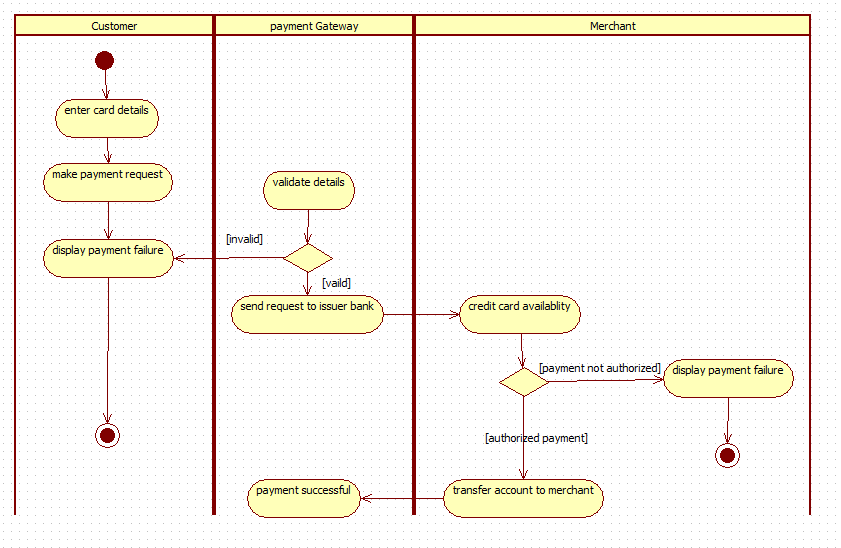 Customer
payment Gateway
Merchant
enter card details
make payment request
validate details
display payment failure
[invalid]
[vaild]
send request to issuer bank
credit card availablity
[payment not authorized]
display payment failure
[authorized payment]
payment successful
transfer account to merchant